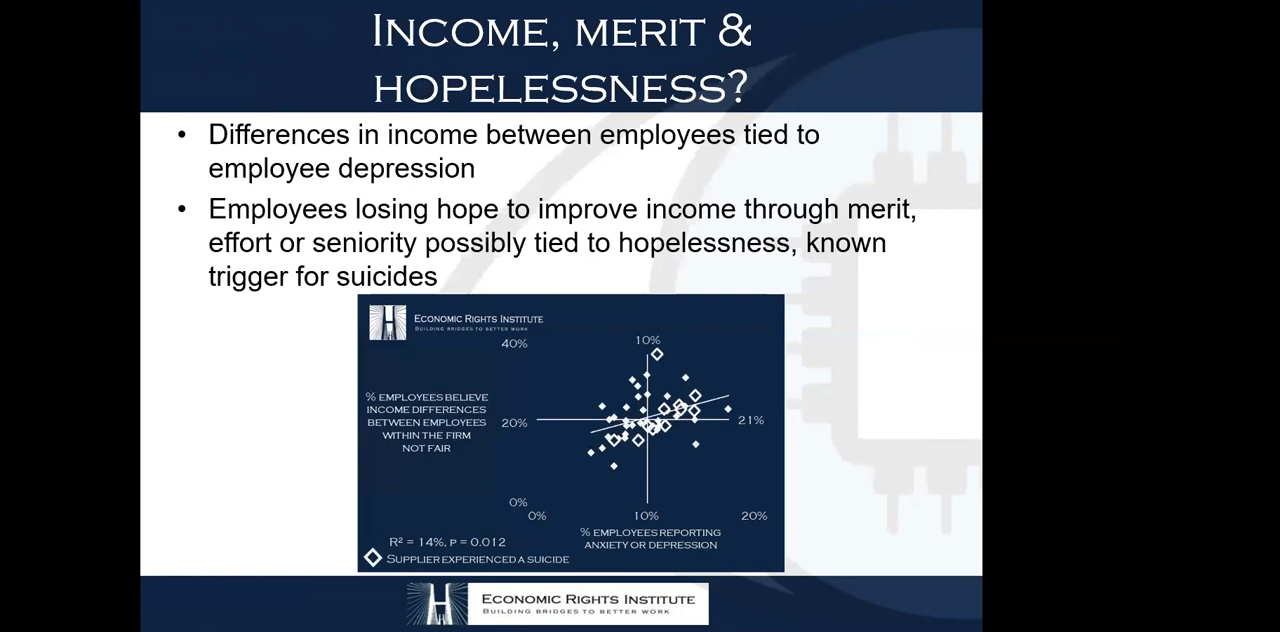 INCOME, MERIT &
HOPELESSNESS?
• Differences in income between employees tied to
employee depression
• Employees losing hope to improve income through merit,
effort or seniority possibly tied to hopelessness, known
trigger for suicides
ECONOMIC RIGHTS INSTITUTE
BUILDING BRIDGES TO BETTER WORK
40%
10%
% EMPLOYEES BELIEVE
INCOME DIFFERENCES
BETWEEN EMPLOYEES
WITHIN THE FIRM
NOT FAIR
20%
21%
0%
0%
10%
20%
% EMPLOYEES REPORTING
ANXIETY OR DEPRESSION
R² = 14%, P = 0.012
SUPPLIER EXPERIENCED A SUICIDE
ECONOMIC RIGHTS INSTITUTE
BUILDING BRIDGES TO BETTER WORK